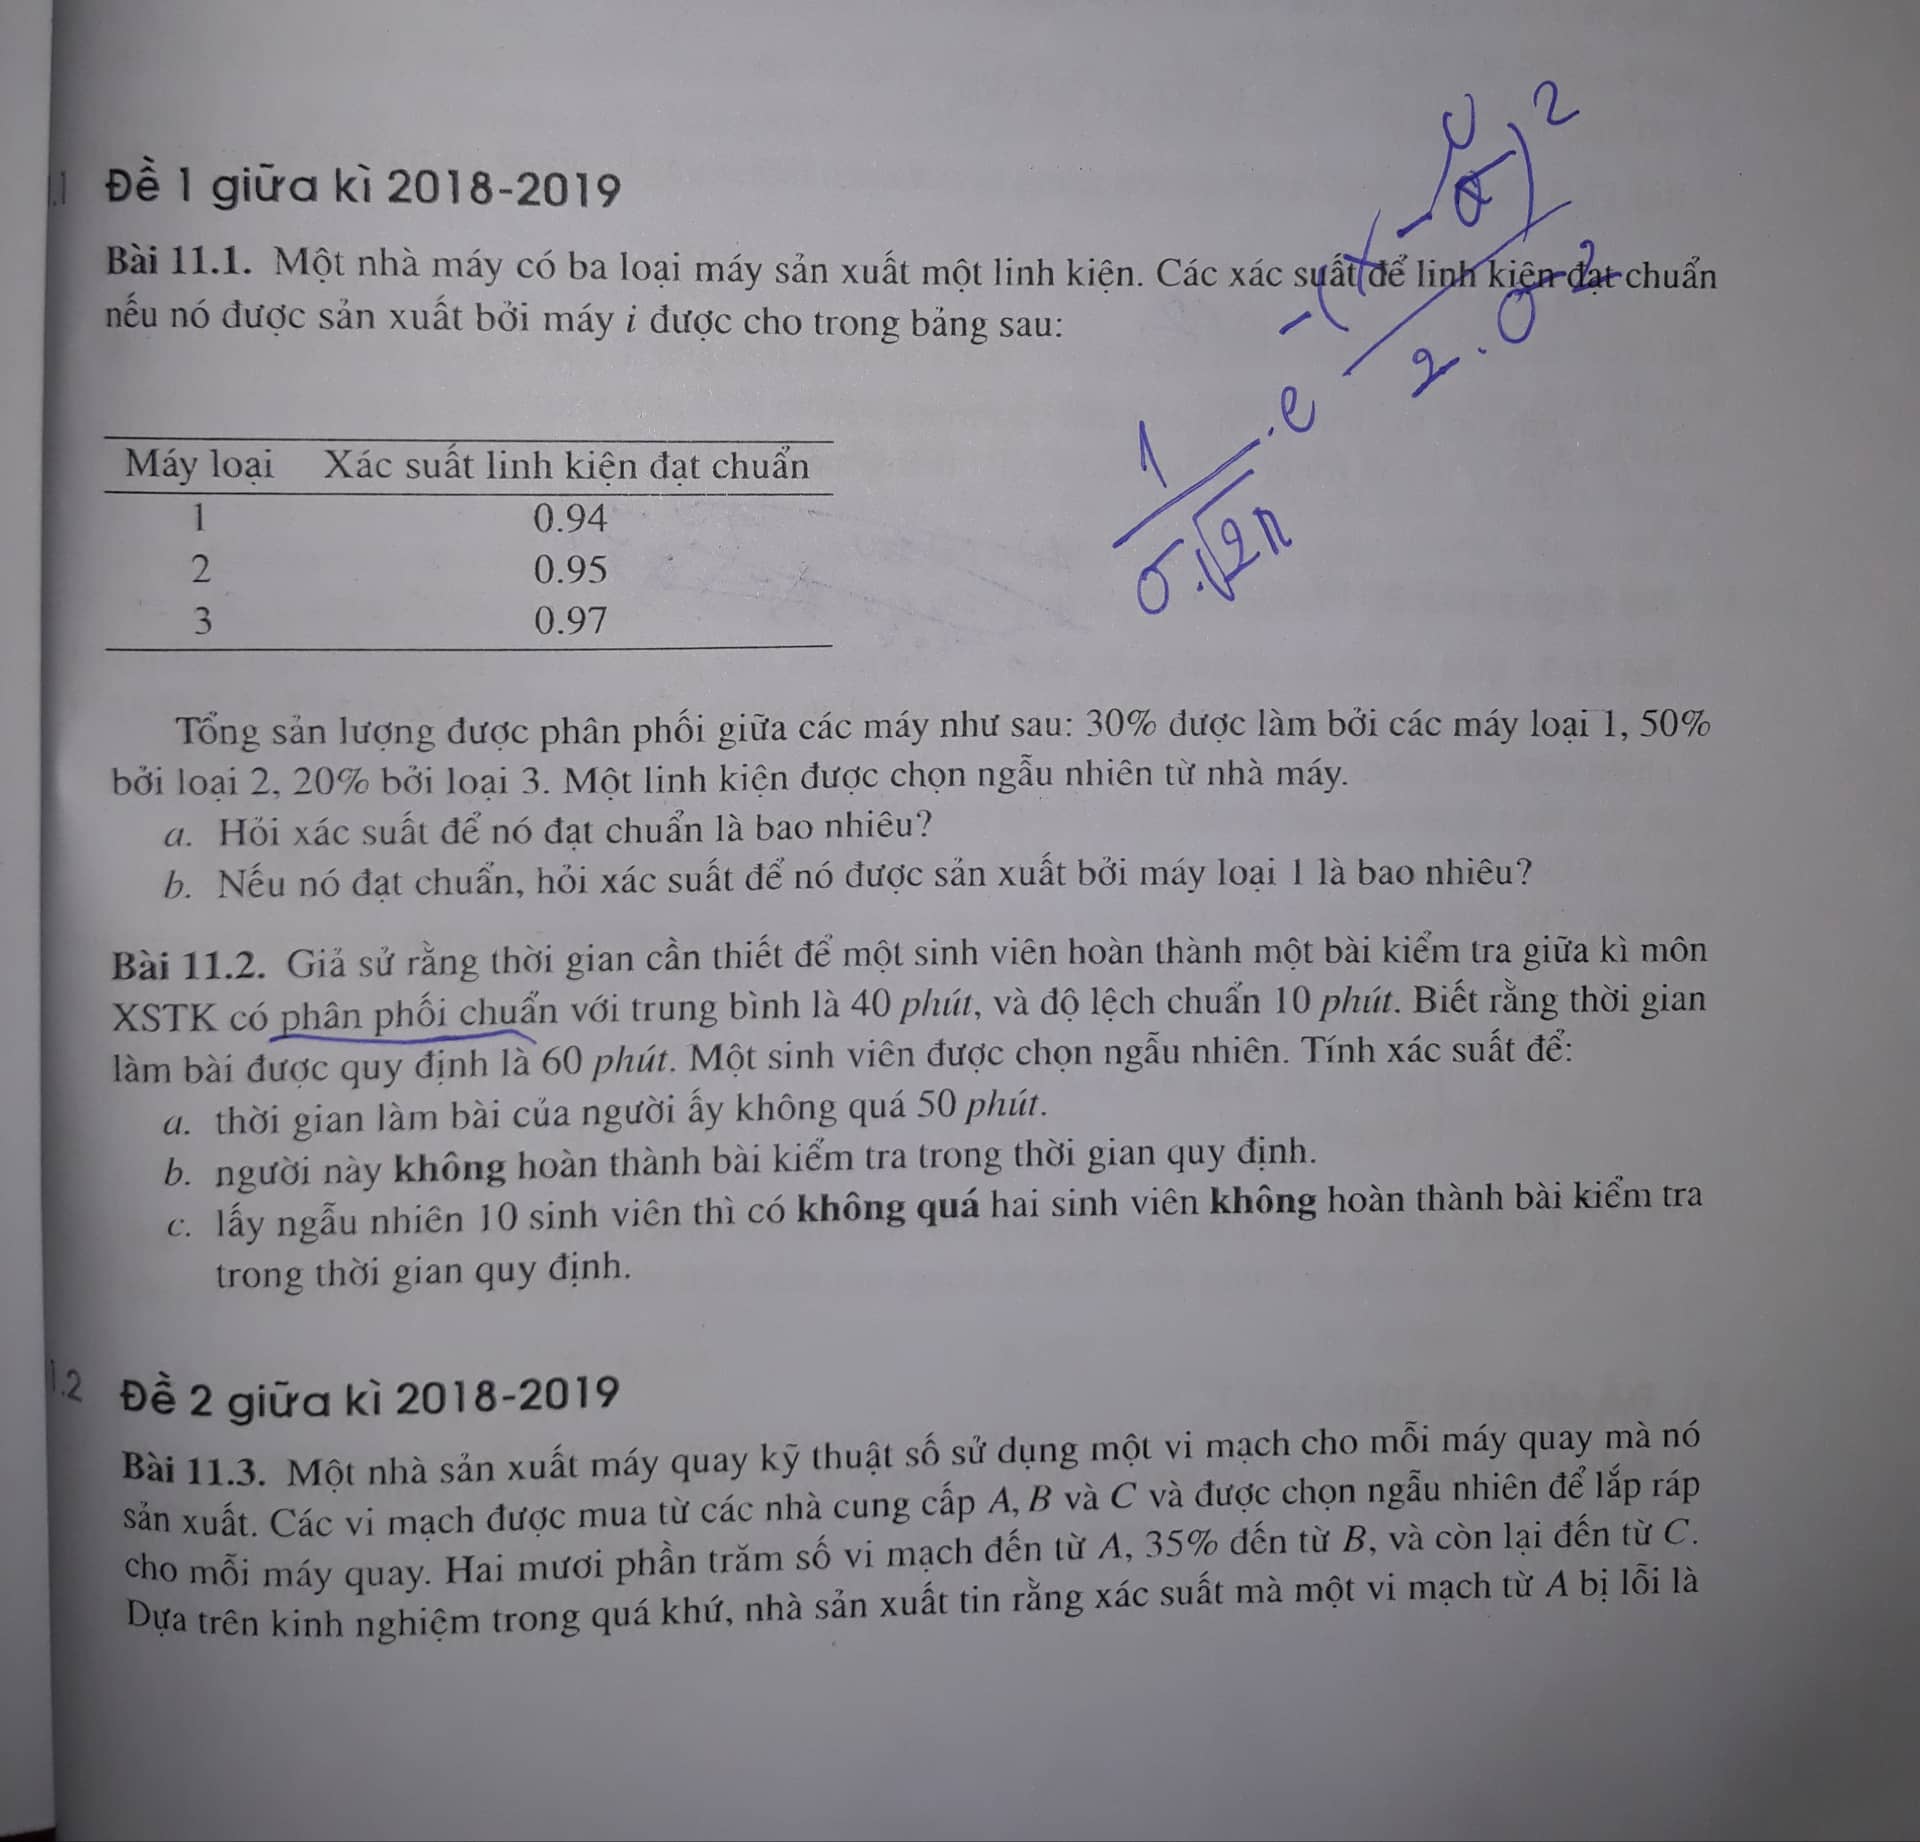 Đề 1 giữa kì 2018-2019
Bài 11.1. Một nhà máy có ba loại máy sản xuất một linh kiện. Các xác suất để linh kiện đạt chuẩn
nếu nó được sản xuất bởi máy i được cho trong bảng sau:
1/(σ.√2π) .e -(x-μ)²/(2.σ²)
Máy loại Xác suất linh kiện đạt chuẩn
1 0.94
2 0.95
3 0.97
Tổng sản lượng được phân phối giữa các máy như sau: 30% được làm bởi các máy loại 1, 50%
bởi loại 2, 20% bởi loại 3. Một linh kiện được chọn ngẫu nhiên từ nhà máy.
a. Hỏi xác suất để nó đạt chuẩn là bao nhiêu?
b. Nếu nó đạt chuẩn, hỏi xác suất để nó được sản xuất bởi máy loại 1 là bao nhiêu?
Bài 11.2. Giả sử rằng thời gian cần thiết để một sinh viên hoàn thành một bài kiểm tra giữa kì môn
XSTK có phân phối chuẩn với trung bình là 40 phút, và độ lệch chuẩn 10 phút. Biết rằng thời gian
làm bài được quy định là 60 phút. Một sinh viên được chọn ngẫu nhiên. Tính xác suất để:
a. thời gian làm bài của người ấy không quá 50 phút.
b. người này không hoàn thành bài kiểm tra trong thời gian quy định.
c. lấy ngẫu nhiên 10 sinh viên thì có không quá hai sinh viên không hoàn thành bài kiểm tra
trong thời gian quy định.
1.2 Đề 2 giữa kì 2018-2019
Bài 11.3. Một nhà sản xuất máy quay kỹ thuật số sử dụng một vi mạch cho mỗi máy quay mà nó
sản xuất. Các vi mạch được mua từ các nhà cung cấp A, B và C và được chọn ngẫu nhiên để lắp ráp
cho mỗi máy quay. Hai mươi phần trăm số vi mạch đến từ A, 35% đến từ B, và còn lại đến từ C.
Dựa trên kinh nghiệm trong quá khứ, nhà sản xuất tin rằng xác suất mà một vi mạch từ A bị lỗi là